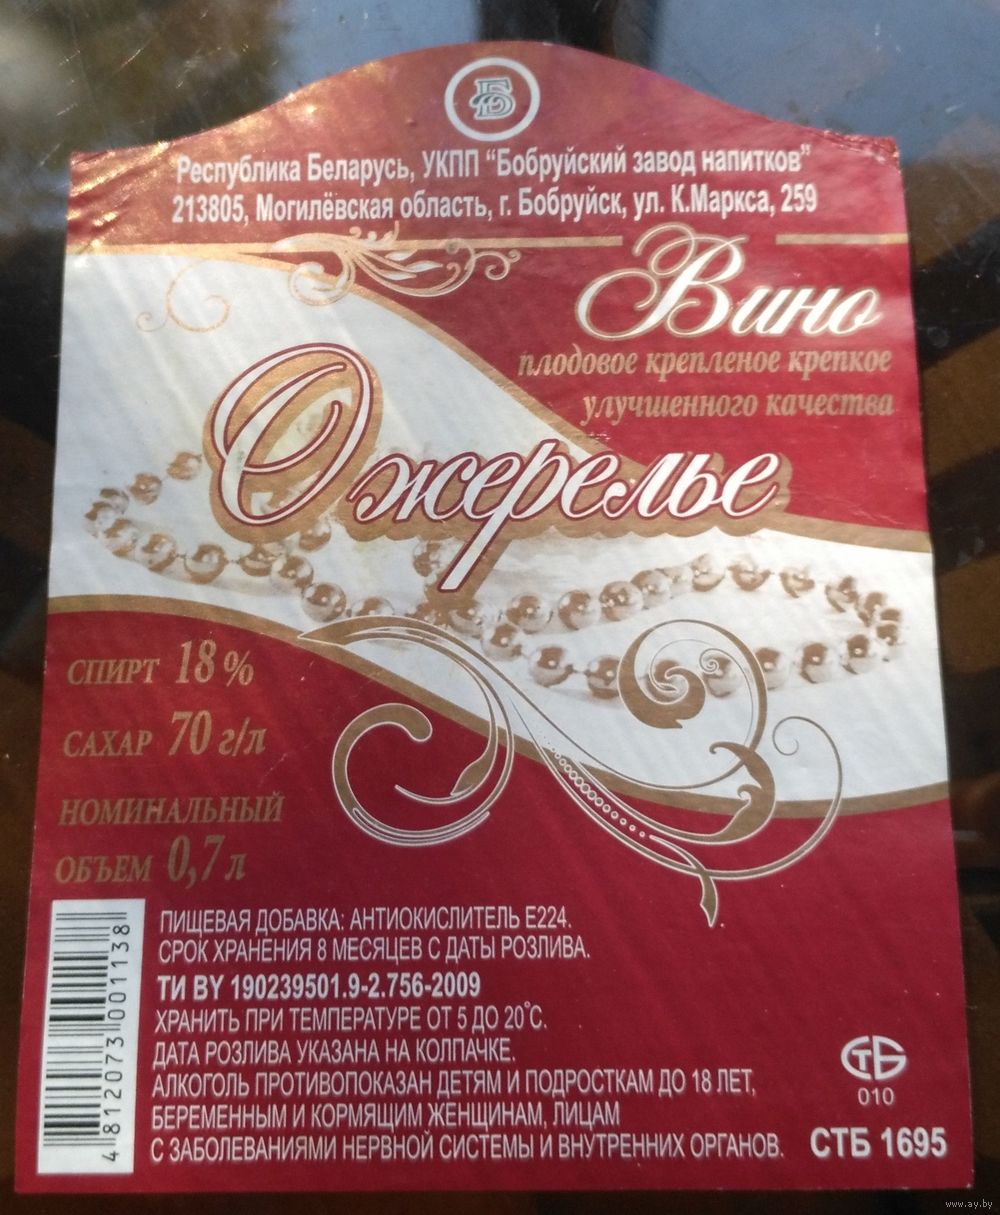 Б
Республика Беларусь, УКПП "Бобруйский завод напитков"
213805, Могилёвская область, г. Бобруйск, ул. К.Маркса, 259
Вино
плодовое крепленое крепкое
улучшенного качества
Ожерелье
СПИРТ 18%
САХАР 70 г/л
НОМИНАЛЬНЫЙ
ОБЪЕМ 0,7 л
ПИЩЕВАЯ ДОБАВКА: АНТИОКИСЛИТЕЛЬ Е224.
СРОК ХРАНЕНИЯ 8 МЕСЯЦЕВ С ДАТЫ РОЗЛИВА.
ТИ BY 190239501.9-2.756-2009
ХРАНИТЬ ПРИ ТЕМПЕРАТУРЕ ОТ 5 ДО 20°С.
ДАТА РОЗЛИВА УКАЗАНА НА КОЛПАЧКЕ.
АЛКОГОЛЬ ПРОТИВОПОКАЗАН ДЕТЯМ И ПОДРОСТКАМ ДО 18 ЛЕТ,
БЕРЕМЕННЫМ И КОРМЯЩИМ ЖЕНЩИНАМ, ЛИЦАМ
С ЗАБОЛЕВАНИЯМИ НЕРВНОЙ СИСТЕМЫ И ВНУТРЕННИХ ОРГАНОВ.
4 812073 001138
СТБ
010
СТБ 1695
www.ay.by